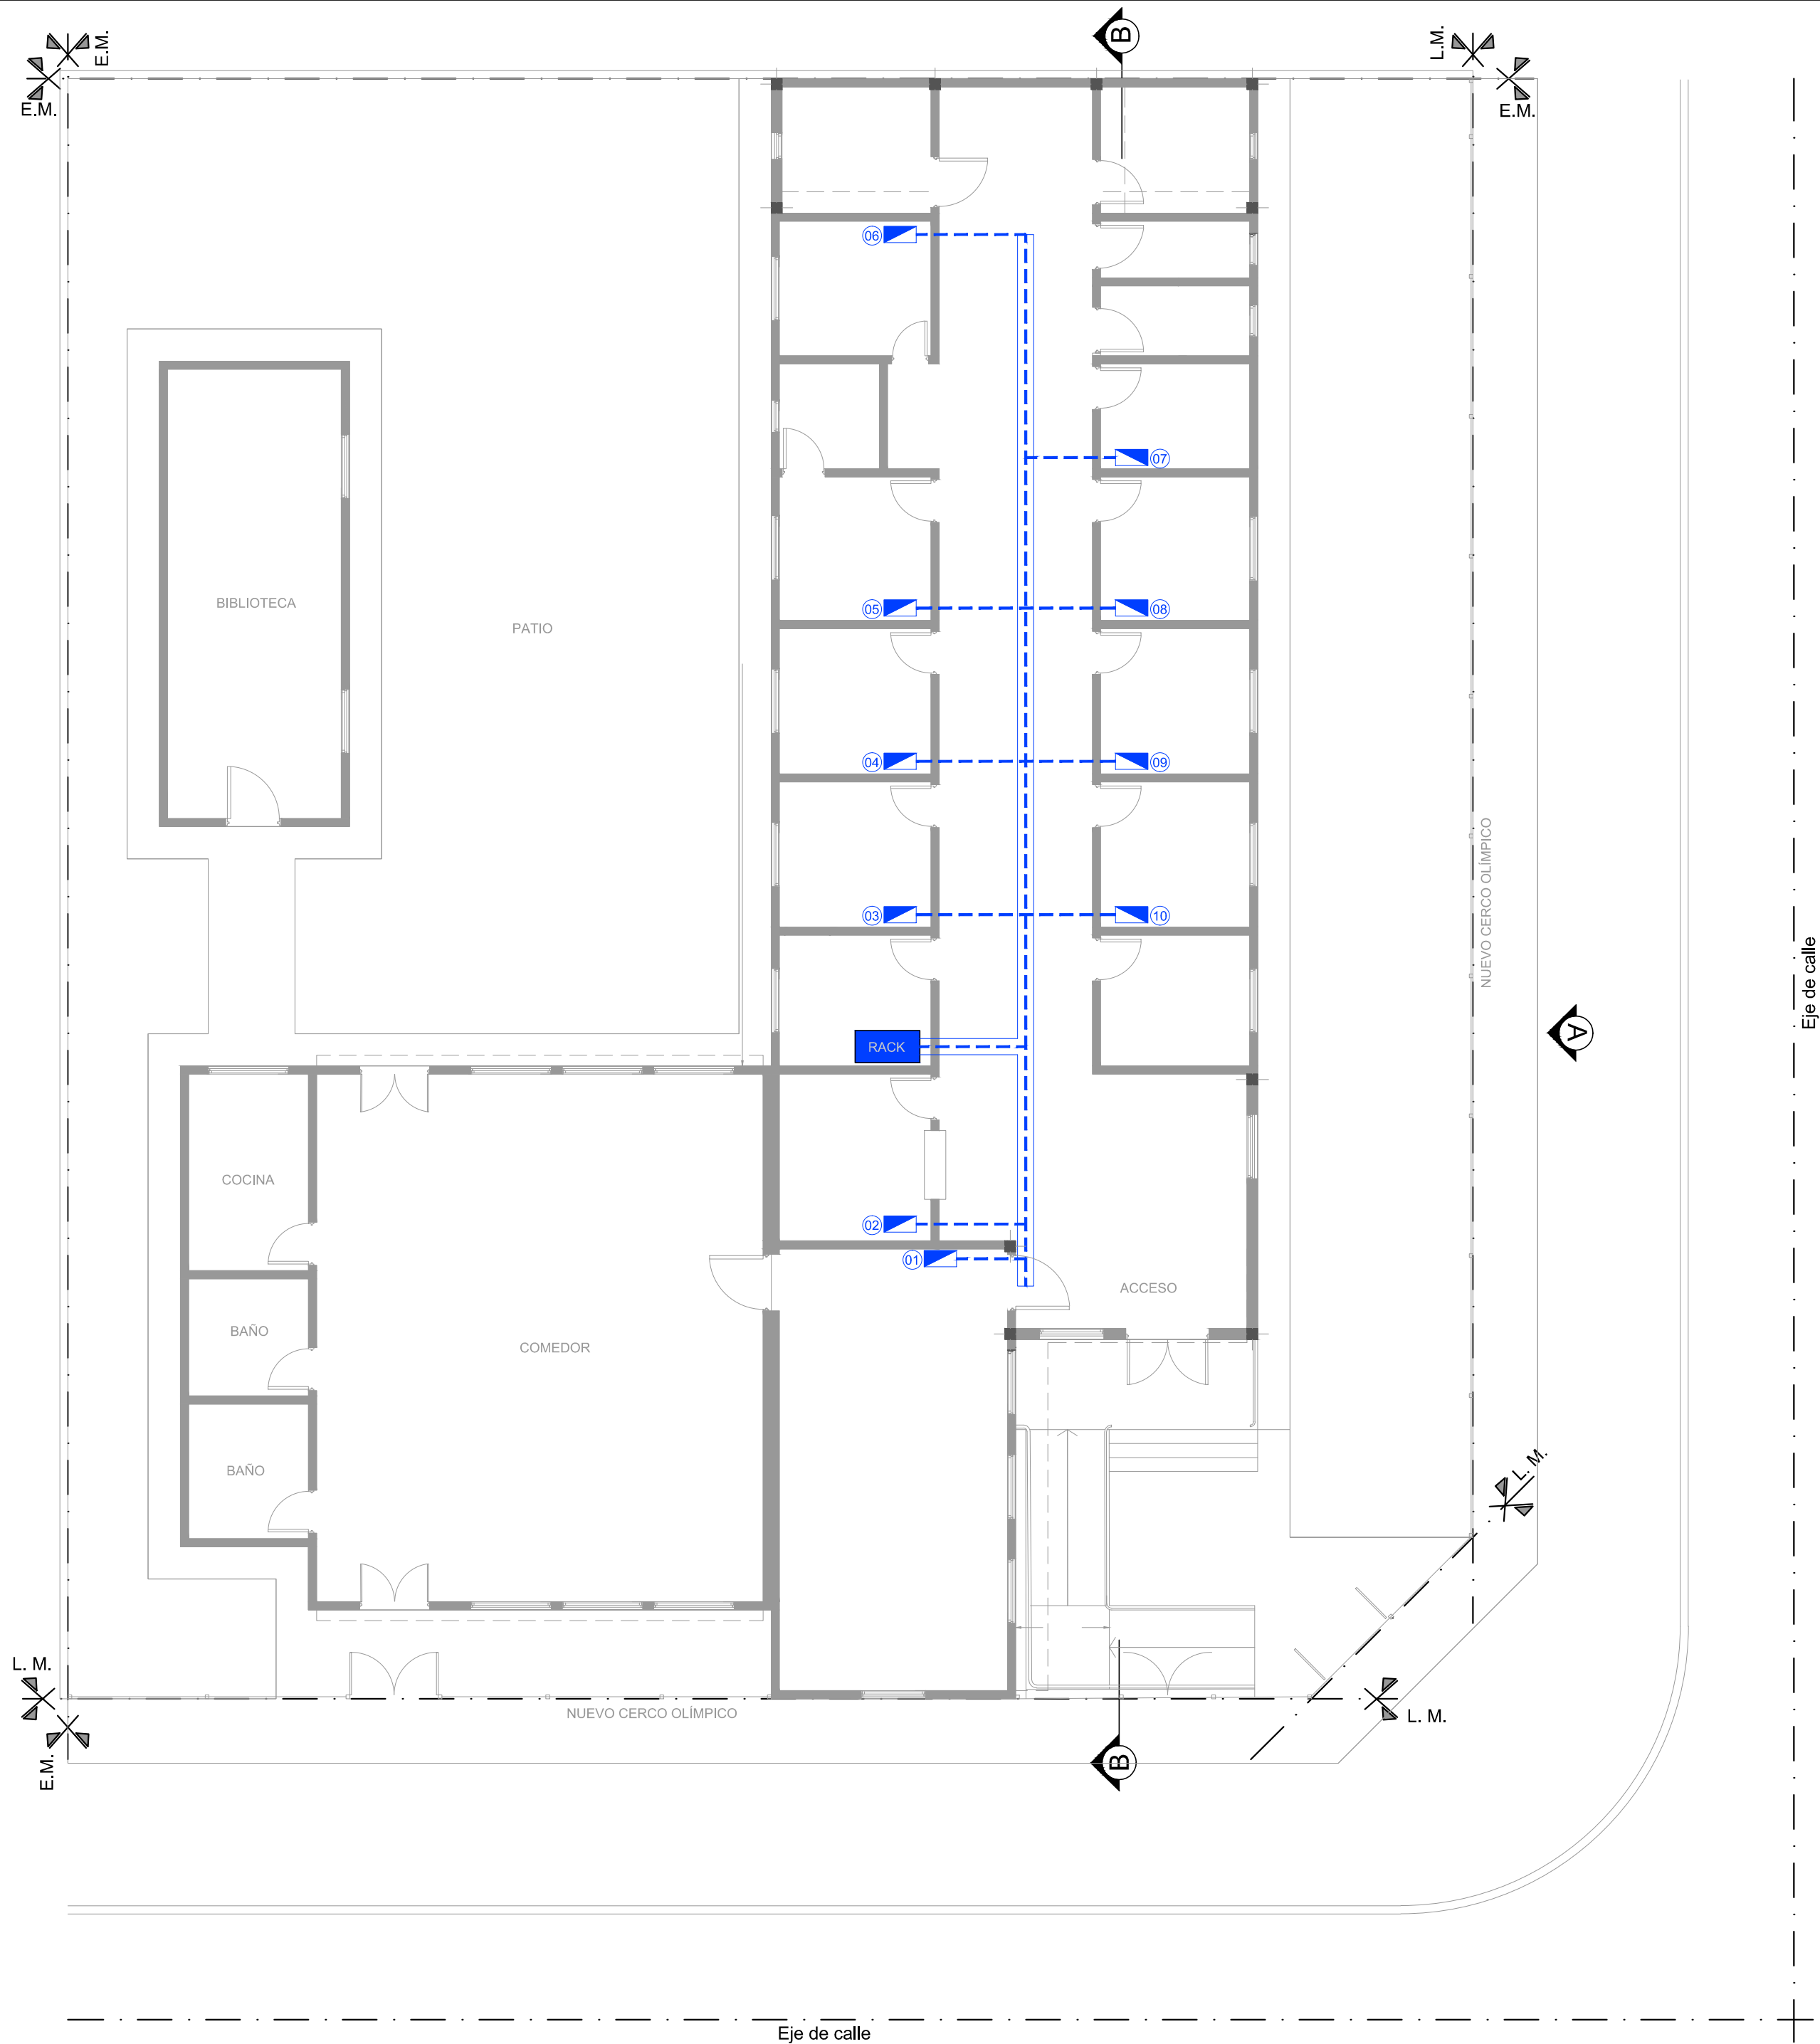 B
E.M.
L.M.
E.M.
E.M.
06
07
BIBLIOTECA
PATIO
05
08
04
09
03
10
NUEVO CERCO OLÍMPICO
Eje de calle
A
RACK
COCINA
02
01
ACCESO
BAÑO
COMEDOR
BAÑO
L. M.
L. M.
L. M.
NUEVO CERCO OLÍMPICO
E.M.
B
Eje de calle